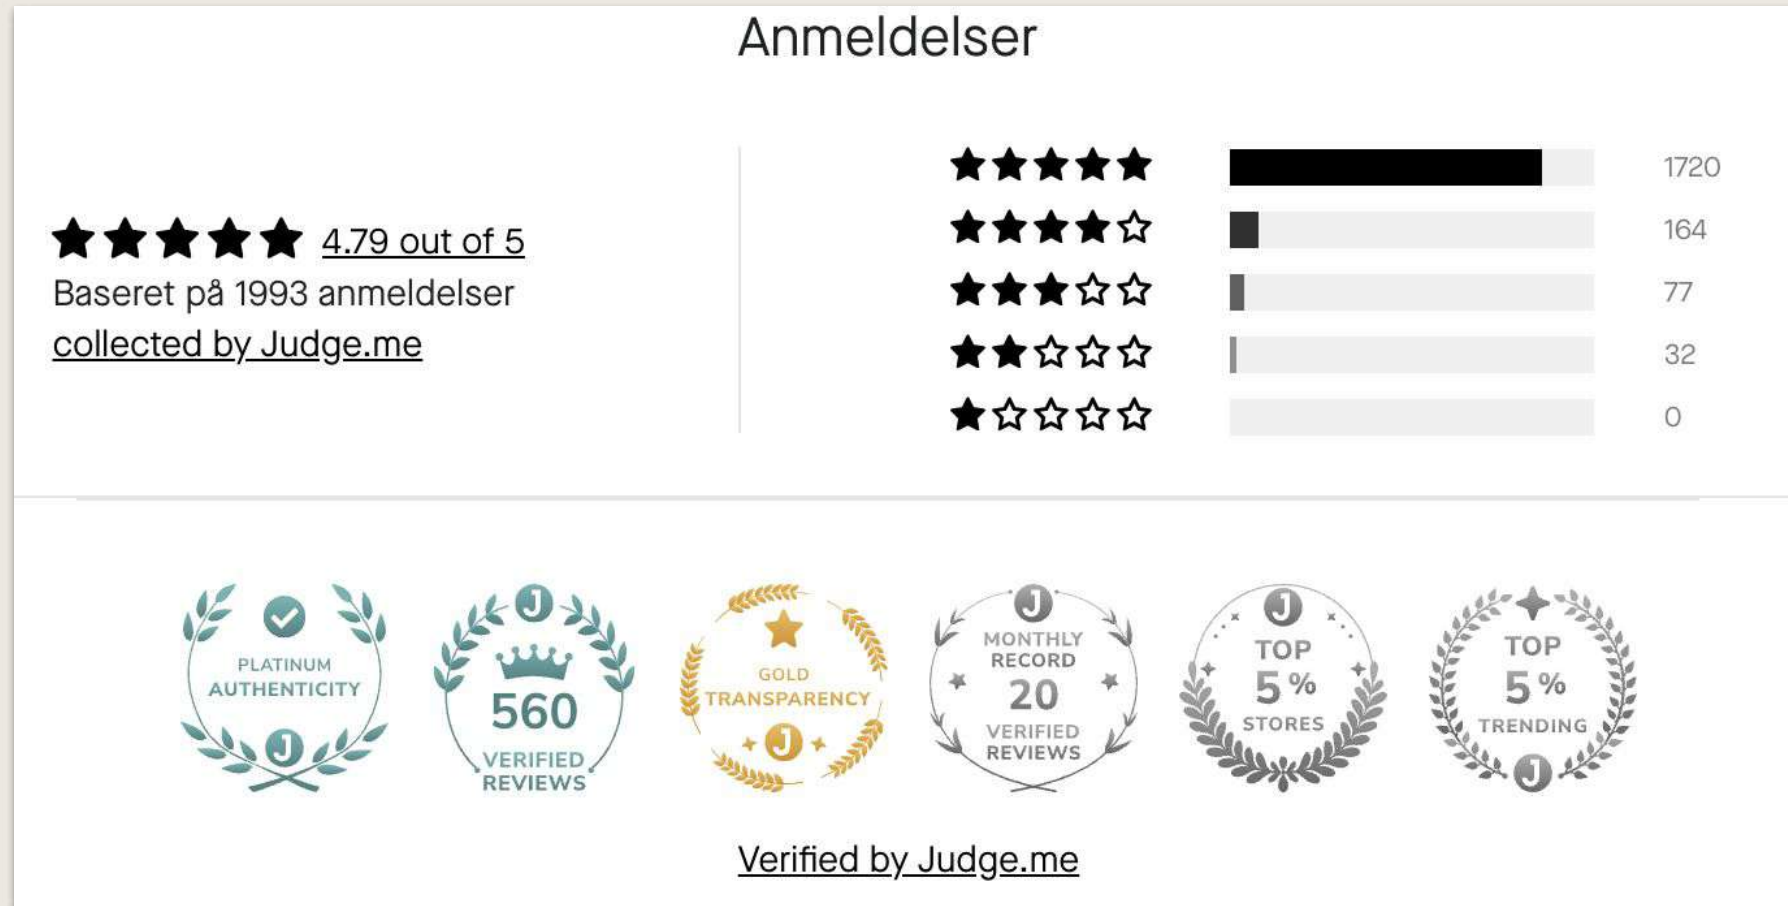 Anmeldelser
4.79 out of 5
Baseret på 1993 anmeldelser
collected by Judge.me
1720
164
77
32
0
PLATINUM
AUTHENTICITY
J
J
560
VERIFIED
REVIEWS
GOLD
TRANSPARENCY
J
J
MONTHLY
RECORD
20
VERIFIED
REVIEWS
J
TOP
5%
STORES
TOP
5%
TRENDING
J
Verified by Judge.me